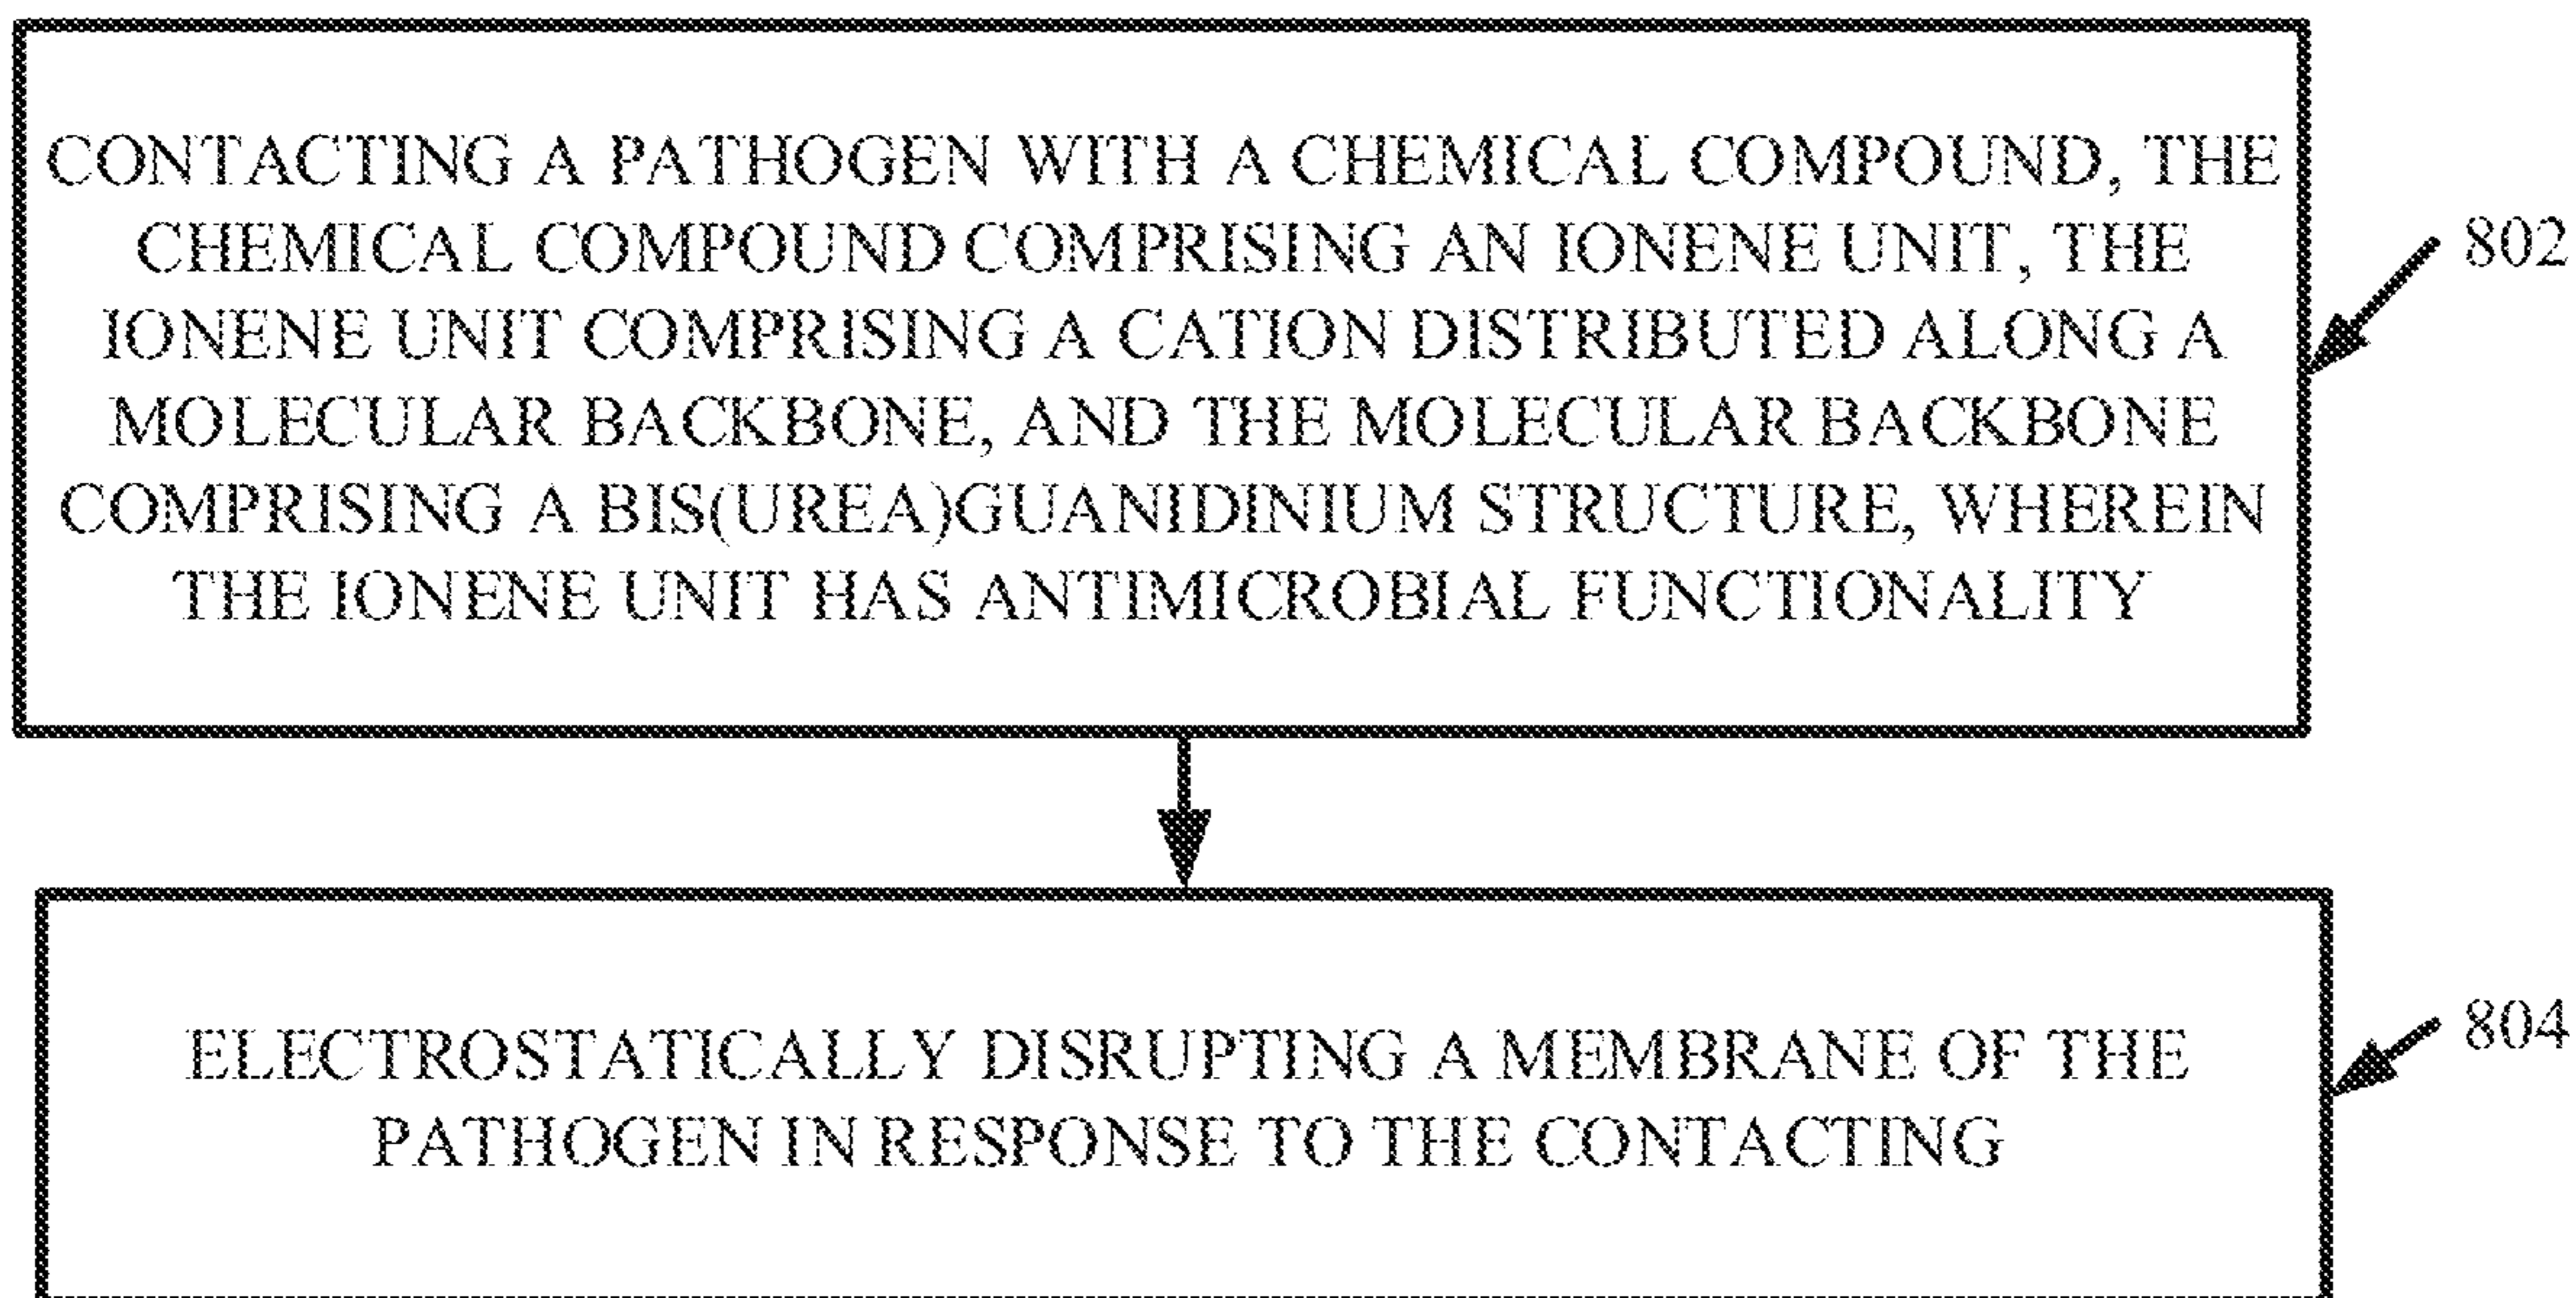 CONTACTING A PATHOGEN WITH A CHEMICAL COMPOUND, THE
CHEMICAL COMPOUND COMPRISING AN IONENE UNIT, THE
IONENE UNIT COMPRISING A CATION DISTRIBUTED ALONG A
MOLECULAR BACKBONE, AND THE MOLECULAR BACKBONE
COMPRISING A BIS(UREA)GUANIDINIUM STRUCTURE, WHEREIN
THE IONENE UNIT HAS ANTIMICROBIAL FUNCTIONALITY
802
ELECTROSTATICALLY DISRUPTING A MEMBRANE OF THE
PATHOGEN IN RESPONSE TO THE CONTACTING
804